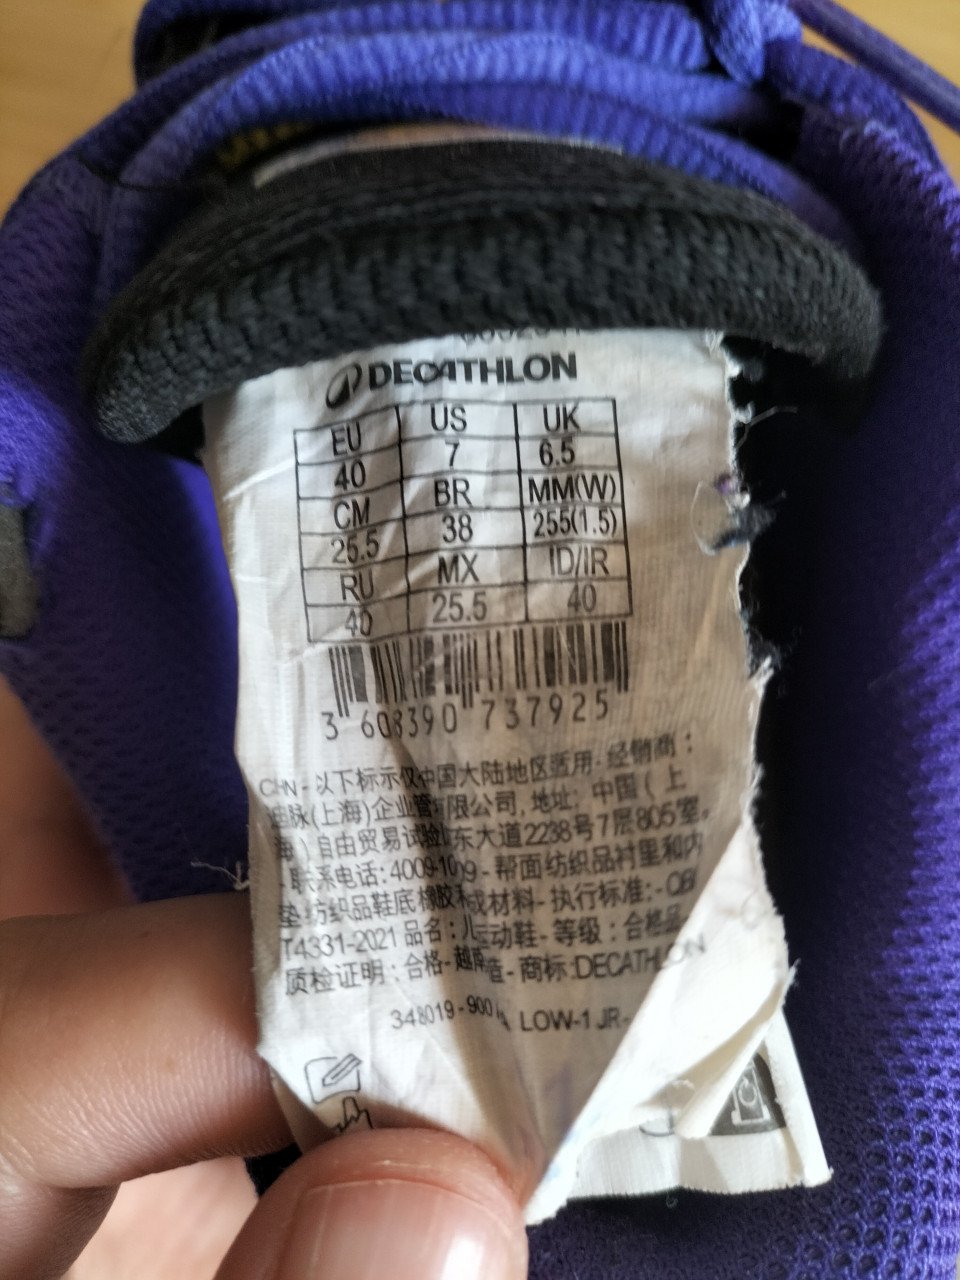 DECATHLON
EU US UK
40 7 6.5
CM BR MM(W)
25.5 38 255(1.5)
RU MX ID/IR
40 25.5 40
3 608390 737925
CHN - 以下标示仅中国大陆地区适用 - 经销商：
迪脉(上海)企业管 有限公司, 地址: 中国 ( 上
海 ) 自由贸易试验 东大道2238号7层805室。
- 联系电话: 4009-10 9 - 帮面纺织品衬里和内
垫 纺织品鞋底 橡胶和 成材料 - 执行标准: - QB/
T4331-2021 品名 : 儿 运动鞋 - 等级 : 合格品 -
质检证明 : 合格 - 越南 造 - 商标:DECATHLON
348019 - 900 LOW-1 JR-